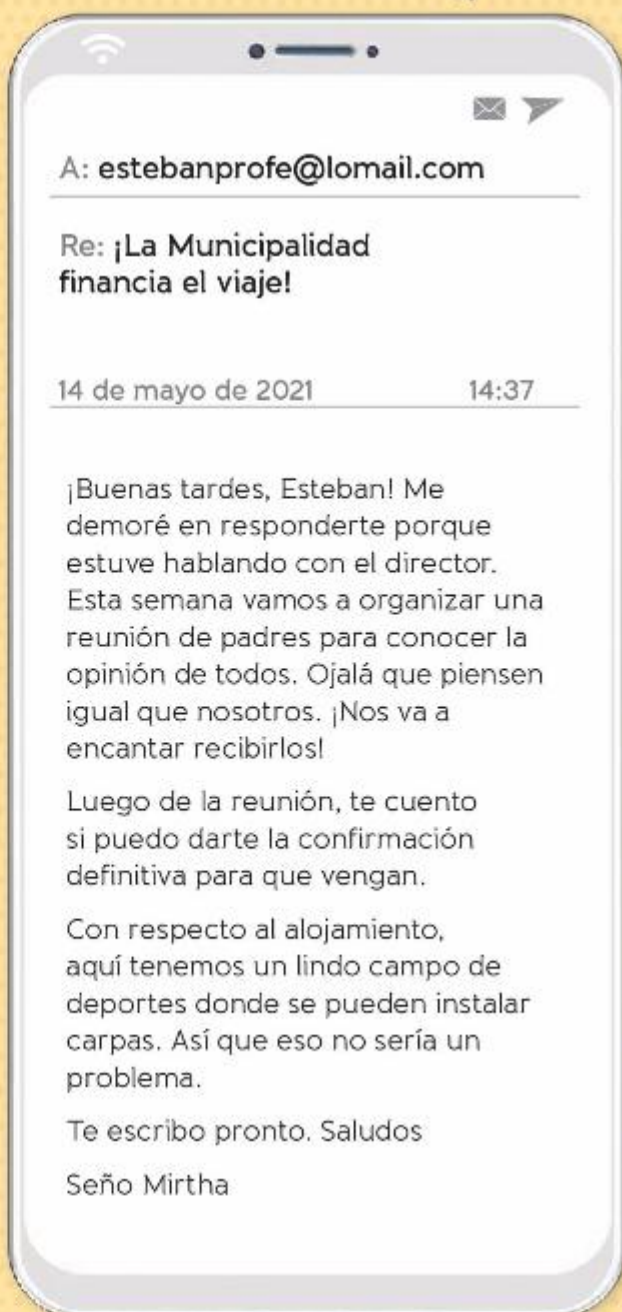 A: estebanprofe@lomail.com
Re: ¡La Municipalidad
financia el viaje!
14 de mayo de 2021 14:37
¡Buenas tardes, Esteban! Me
demoré en responderte porque
estuve hablando con el director.
Esta semana vamos a organizar una
reunión de padres para conocer la
opinión de todos. Ojalá que piensen
igual que nosotros. ¡Nos va a
encantar recibirlos!
Luego de la reunión, te cuento
si puedo darte la confirmación
definitiva para que vengan.
Con respecto al alojamiento,
aquí tenemos un lindo campo de
deportes donde se pueden instalar
carpas. Así que eso no sería un
problema.
Te escribo pronto. Saludos
Seño Mirtha